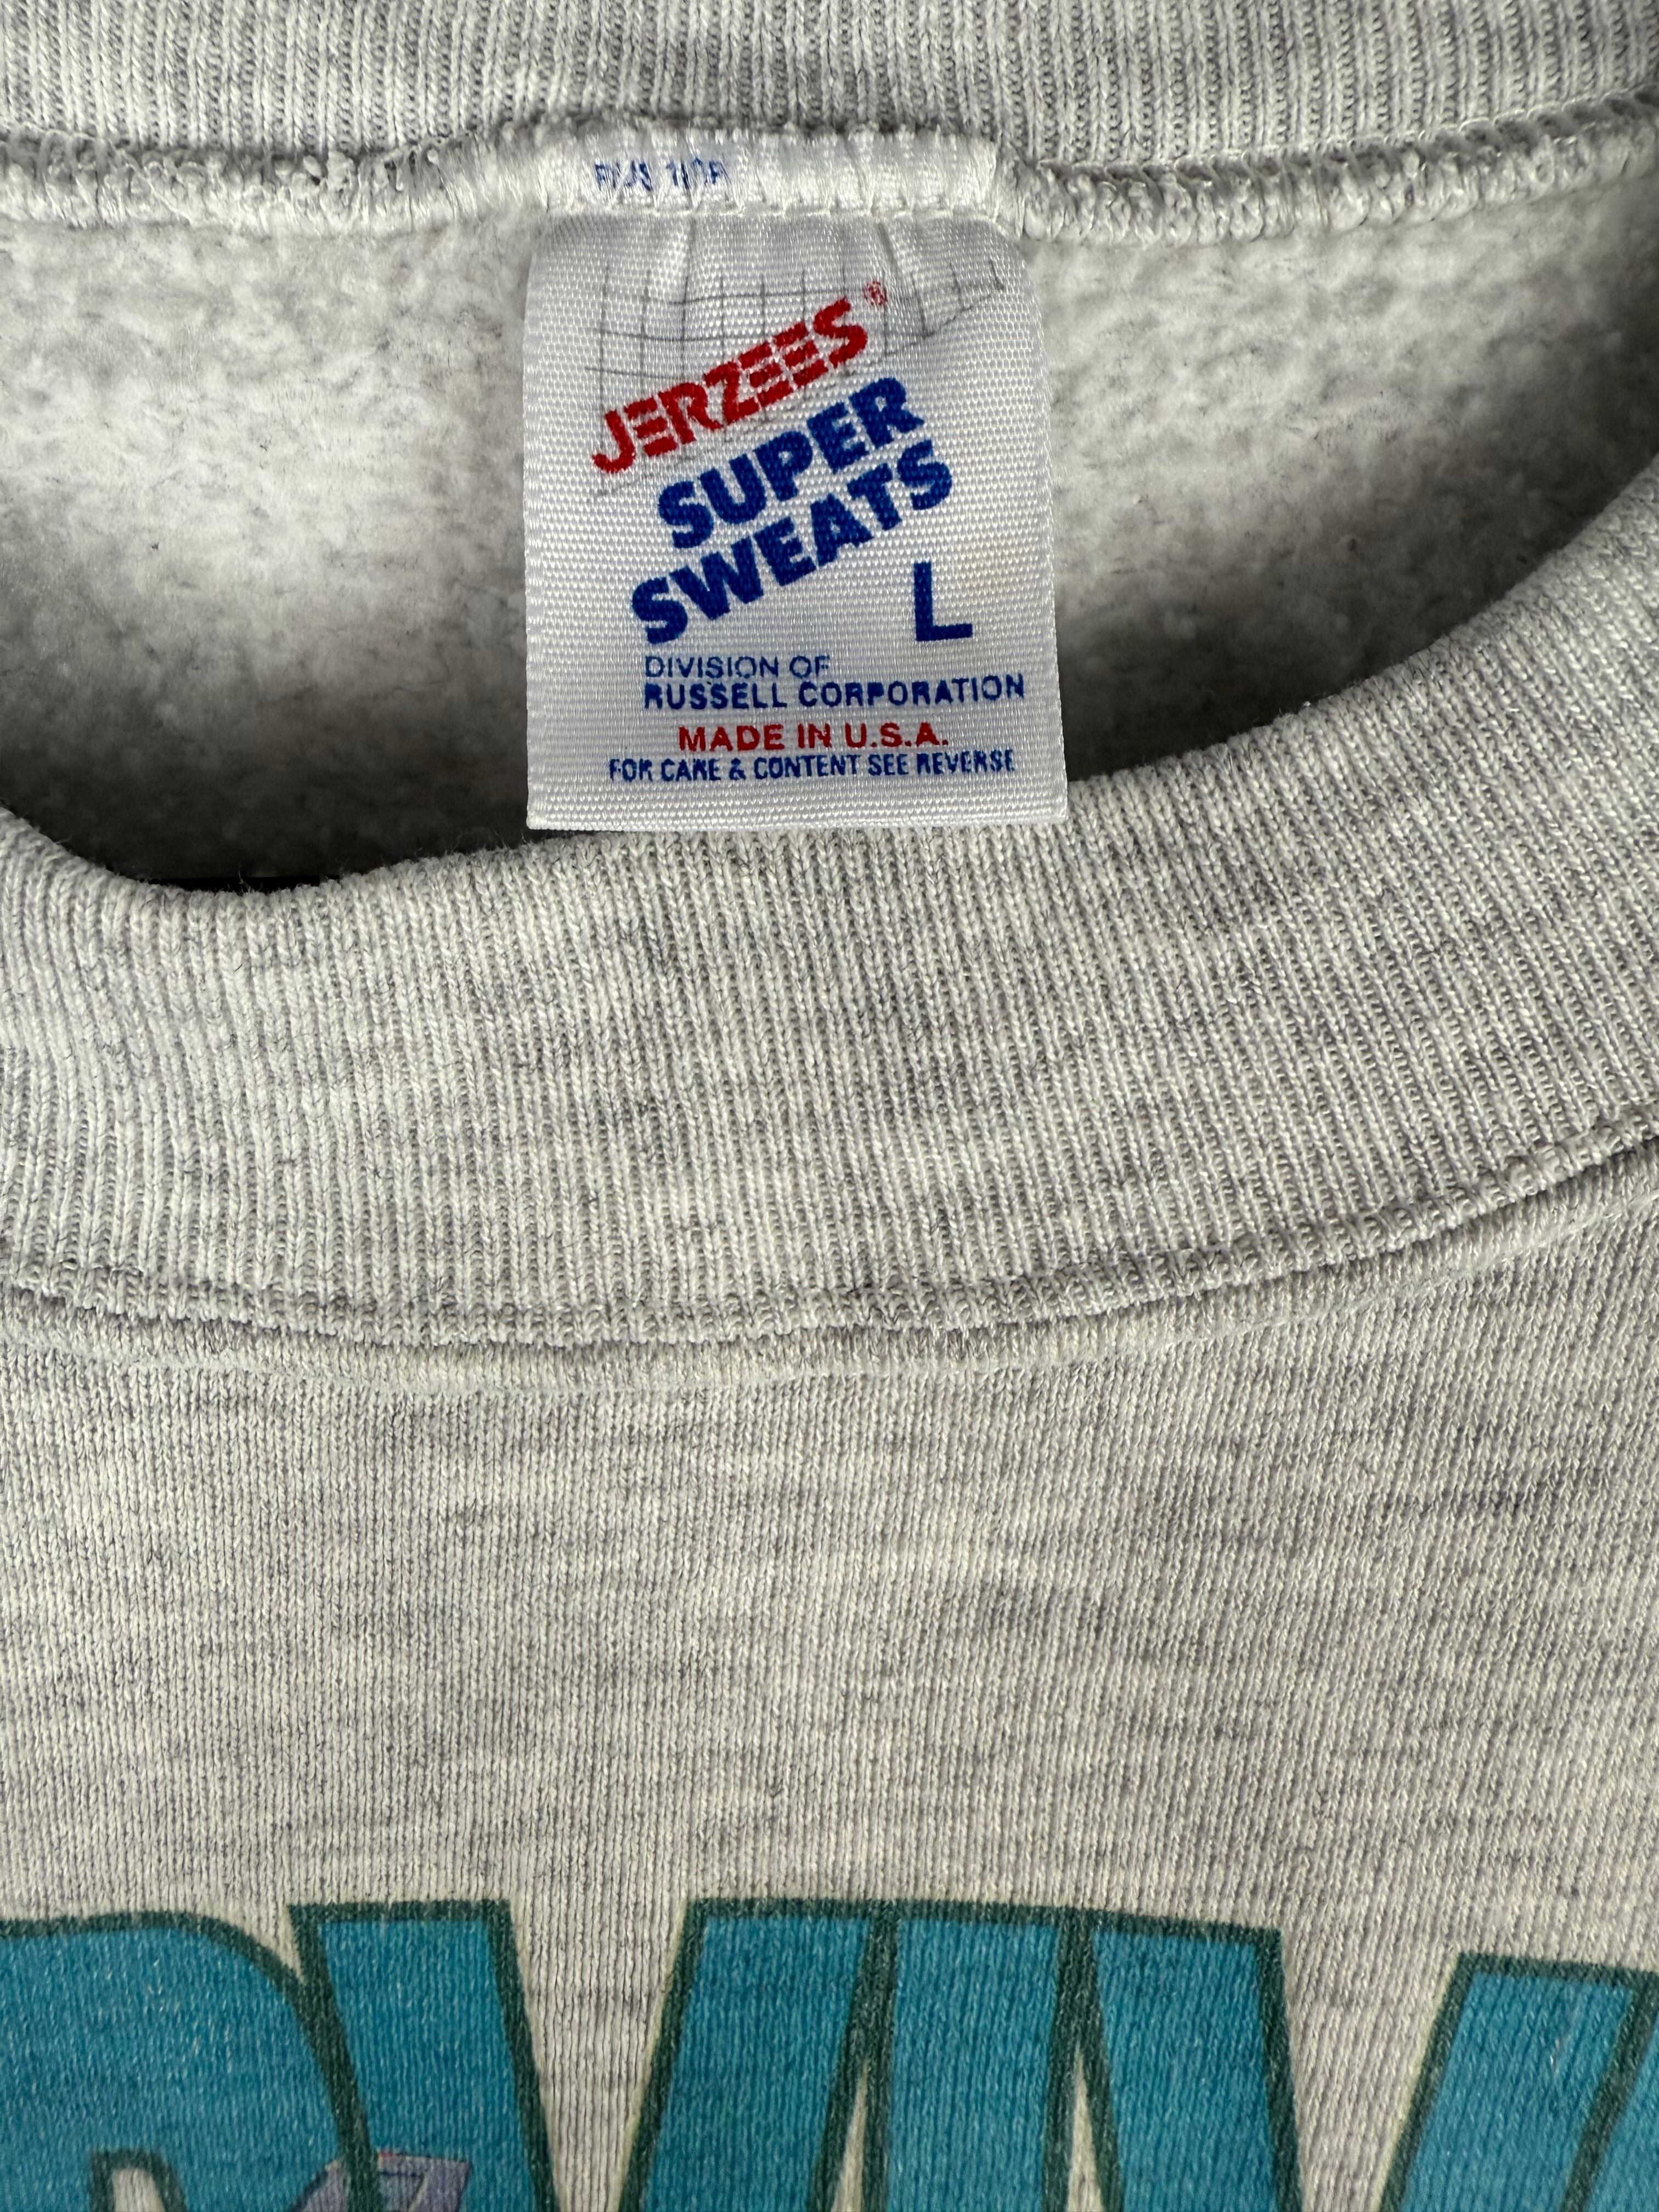 JERZEES®
SUPER
SWEATS
L
DIVISION OF
RUSSELL CORPORATION
MADE IN U.S.A.
FOR CARE & CONTENT SEE REVERSE